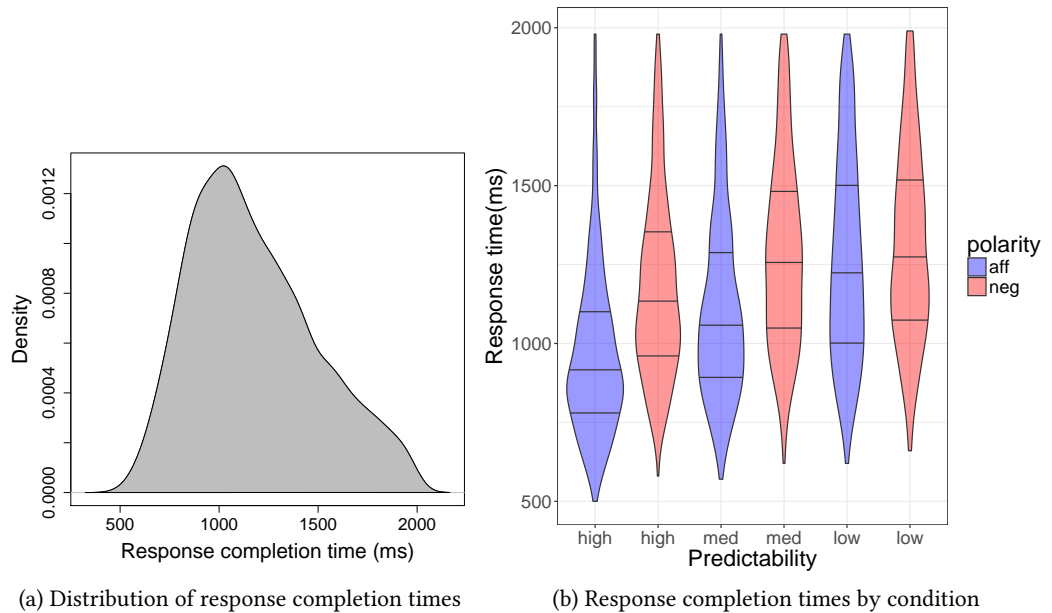 0.0000 0.0004 0.0008 0.0012
Density
500 1000 1500 2000
Response completion time (ms)
(a) Distribution of response completion times
2000
1500
1000
500
Response time(ms)
high high med med low low
Predictability
polarity
aff
neg
(b) Response completion times by condition